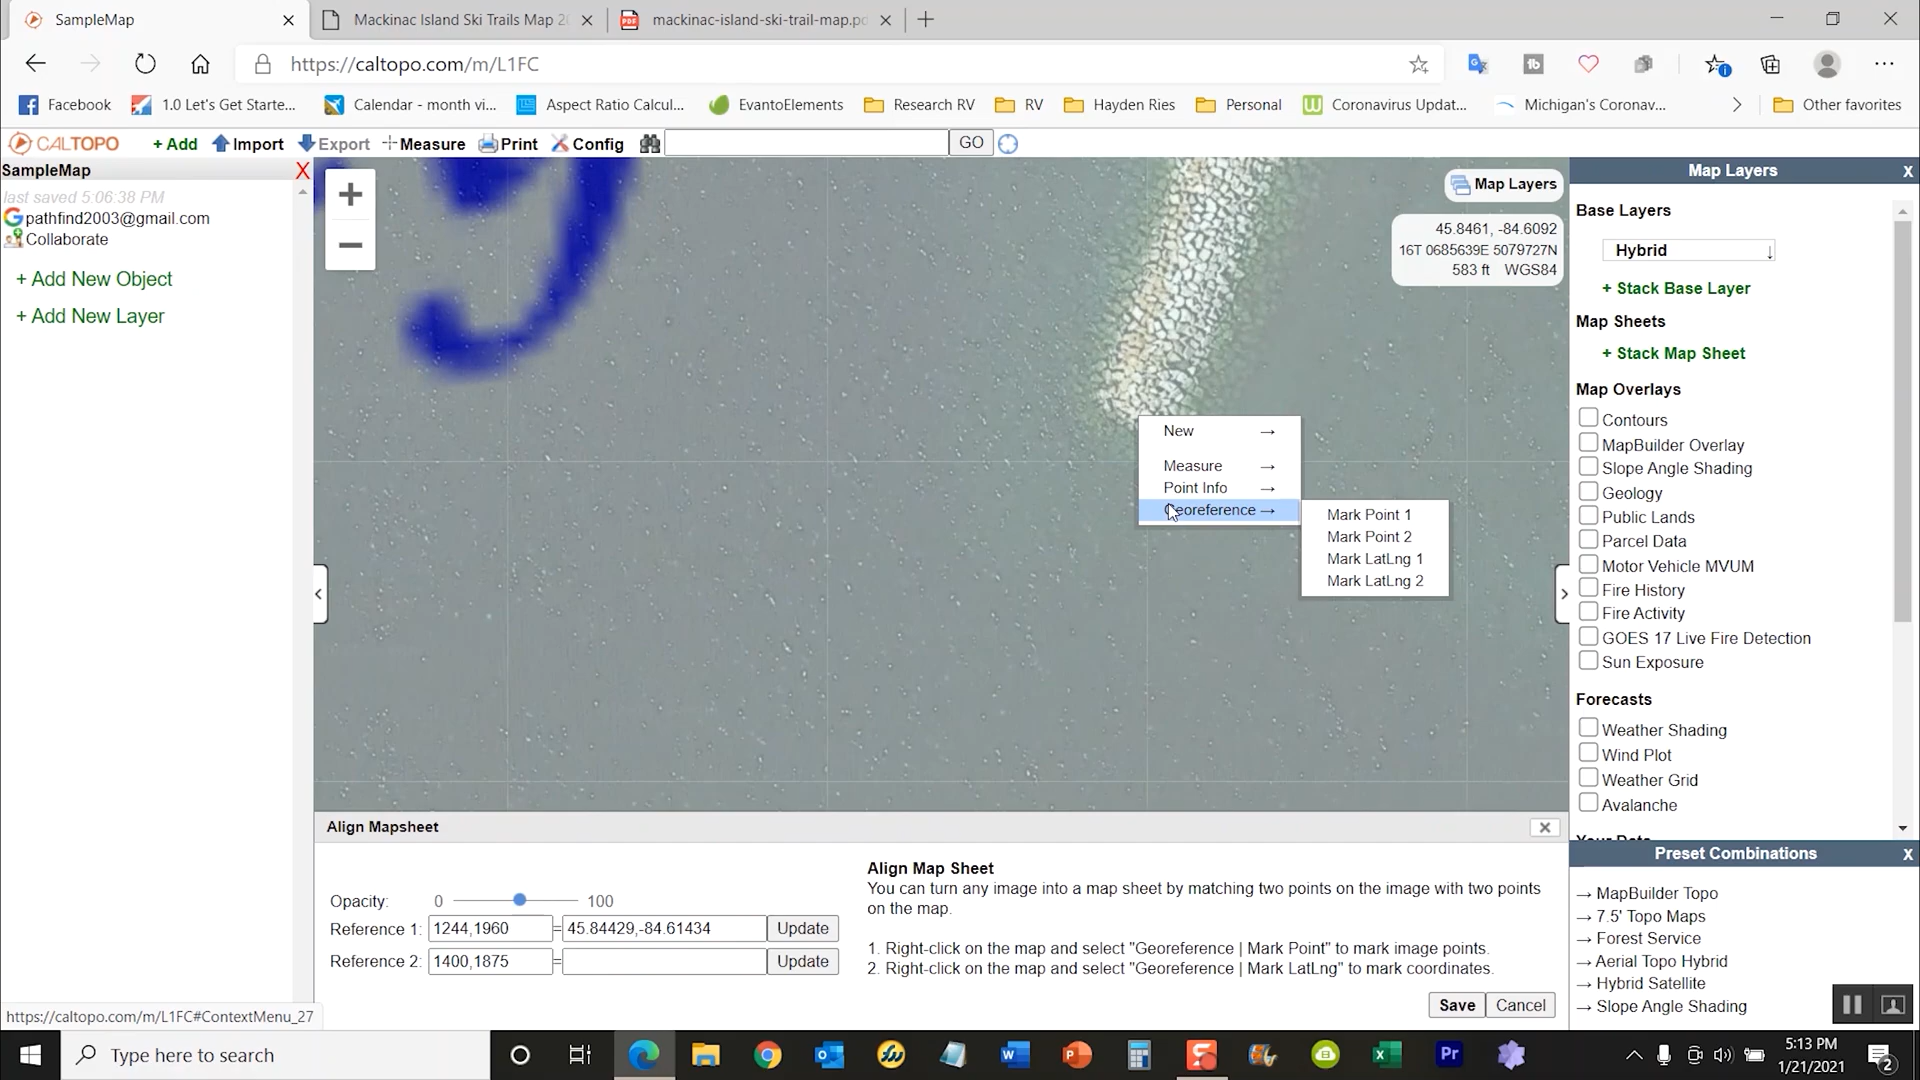 SampleMap
Mackinac Island Ski Trails Map 2
mackinac-island-ski-trail-map.pd
https://caltopo.com/m/L1FC
Facebook
1.0 Let's Get Starte...
Calendar - month vi...
Aspect Ratio Calcul...
EvantoElements
Research RV
RV
Hayden Ries
Personal
Coronavirus Updat...
Michigan's Coronav...
Other favorites
CALTOPO
+ Add
Import
Export
Measure
Print
Config
GO
SampleMap
X
last saved 5:06:38 PM
pathfind2003@gmail.com
Collaborate
+ Add New Object
+ Add New Layer
Map Layers
45.8461, -84.6092
16T 0685639E 5079727N
583 ft WGS84
New →
Measure →
Point Info →
Georeference →
Mark Point 1
Mark Point 2
Mark LatLng 1
Mark LatLng 2
Map Layers
X
Base Layers
Hybrid
+ Stack Base Layer
Map Sheets
+ Stack Map Sheet
Map Overlays
Contours
MapBuilder Overlay
Slope Angle Shading
Geology
Public Lands
Parcel Data
Motor Vehicle MVUM
Fire History
Fire Activity
GOES 17 Live Fire Detection
Sun Exposure
Forecasts
Weather Shading
Wind Plot
Weather Grid
Avalanche
Preset Combinations
X
→ MapBuilder Topo
→ 7.5' Topo Maps
→ Forest Service
→ Aerial Topo Hybrid
→ Hybrid Satellite
→ Slope Angle Shading
Align Mapsheet
Opacity: 0 100
Reference 1: 1244,1960 = 45.84429,-84.61434 Update
Reference 2: 1400,1875 = Update
Align Map Sheet
You can turn any image into a map sheet by matching two points on the image with two points
on the map.
1. Right-click on the map and select "Georeference | Mark Point" to mark image points.
2. Right-click on the map and select "Georeference | Mark LatLng" to mark coordinates.
Save
Cancel
https://caltopo.com/m/L1FC#ContextMenu_27
Type here to search
5:13 PM
1/21/2021
2